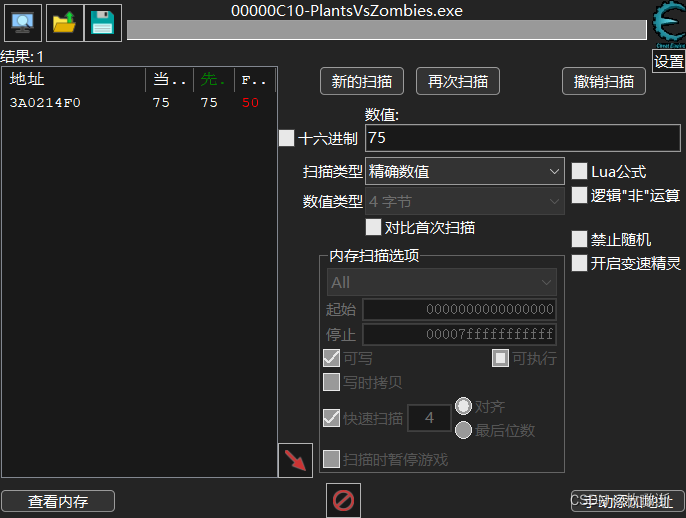 00000C10-PlantsVsZombies.exe
设置
结果:1
地址 当.. 先. F..
3A0214F0 75 75 50
新的扫描 再次扫描 撤销扫描
数值:
十六进制 75
扫描类型 精确数值
Lua公式
数值类型 4 字节
逻辑"非"运算
对比首次扫描
禁止随机
内存扫描选项
开启变速精灵
All
起始 0000000000000000
停止 00007fffffffffff
可写 可执行
写时拷贝
快速扫描 4 对齐
最后位数
扫描时暂停游戏
查看内存
手动添加地址